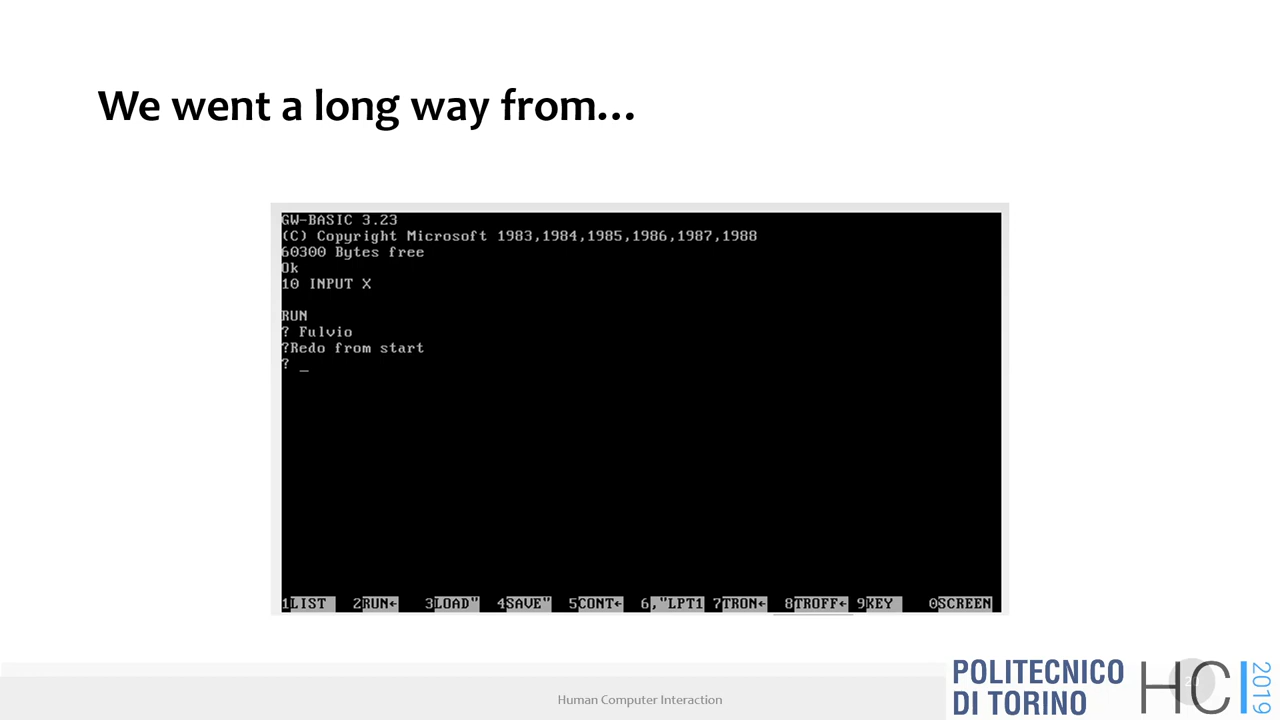 We went a long way from...
GW-BASIC 3.23
(C) Copyright Microsoft 1983,1984,1985,1986,1987,1988
60300 Bytes free
Ok
10 INPUT X
RUN
? Fulvio
?Redo from start
? _
1LIST 2RUN← 3LOAD" 4SAVE" 5CONT← 6,"LPT1 7TRON← 8TROFF← 9KEY 0SCREEN
Human Computer Interaction
POLITECNICO
DI TORINO
HCI
2019